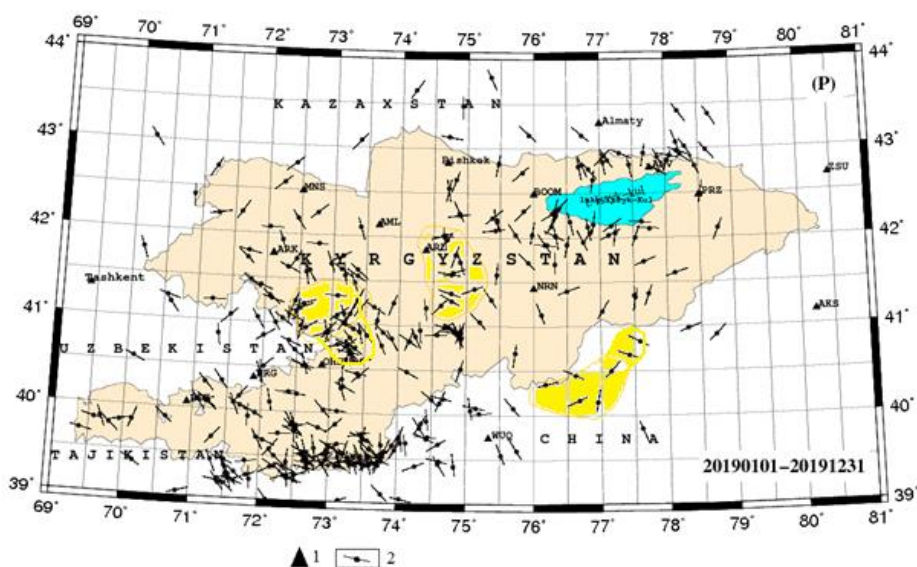 69° 70° 71° 72° 73° 74° 75° 76° 77° 78° 79° 80° 81°
44° 44°
(P)
K A Z A X S T A N
Almaty
43° 43°
Bishkek
ZSU
MNS
BOOM
PRZ
42° 42°
AML
ARK
K Y R G Y Z S T A N
Tashkent
NRN
41° 41°
AKS
U Z B E K I S T A N
40° 40°
WUQ
C H I N A
T A J I K I S T A N
20190101-20191231
39° 39°
69° 70° 71° 72° 73° 74° 75° 76° 77° 78° 79° 80° 81°
1 2